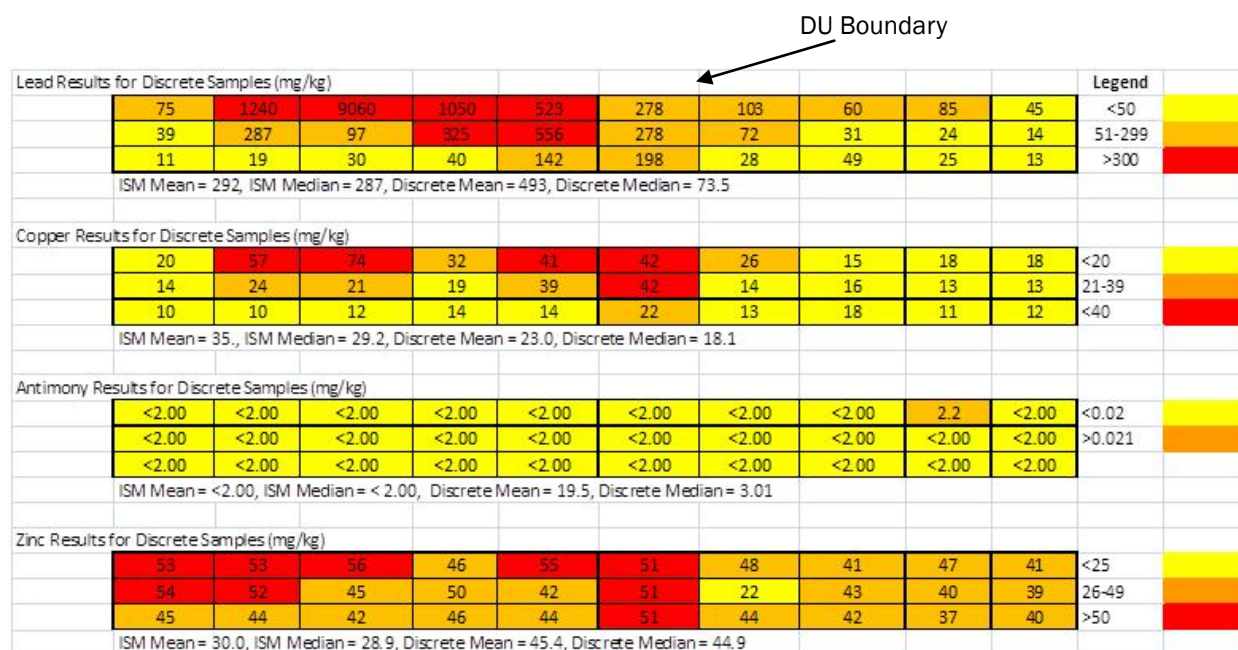 DU Boundary
Lead Results for Discrete Samples (mg/kg) Legend
75 1240 9060 1050 523 278 103 60 85 45 <50
39 287 97 325 556 278 72 31 24 14 51-299
11 19 30 40 142 198 28 49 25 13 >300
ISM Mean = 292, ISM Median = 287, Discrete Mean = 493, Discrete Median = 73.5
Copper Results for Discrete Samples (mg/kg)
20 57 74 32 41 42 26 15 18 18 <20
14 24 21 19 39 42 14 16 13 13 21-39
10 10 12 14 14 22 13 18 11 12 <40
ISM Mean = 35., ISM Median = 29.2, Discrete Mean = 23.0, Discrete Median = 18.1
Antimony Results for Discrete Samples (mg/kg)
<2.00 <2.00 <2.00 <2.00 <2.00 <2.00 <2.00 <2.00 2.2 <2.00 <0.02
<2.00 <2.00 <2.00 <2.00 <2.00 <2.00 <2.00 <2.00 <2.00 <2.00 >0.021
<2.00 <2.00 <2.00 <2.00 <2.00 <2.00 <2.00 <2.00 <2.00 <2.00
ISM Mean = <2.00, ISM Median = < 2.00, Discrete Mean = 19.5, Discrete Median = 3.01
Zinc Results for Discrete Samples (mg/kg)
53 53 56 46 55 51 48 41 47 41 <25
54 52 45 50 42 51 22 43 40 39 26-49
45 44 42 46 44 51 44 42 37 40 >50
ISM Mean = 30.0, ISM Median = 28.9, Discrete Mean = 45.4, Discrete Median = 44.9